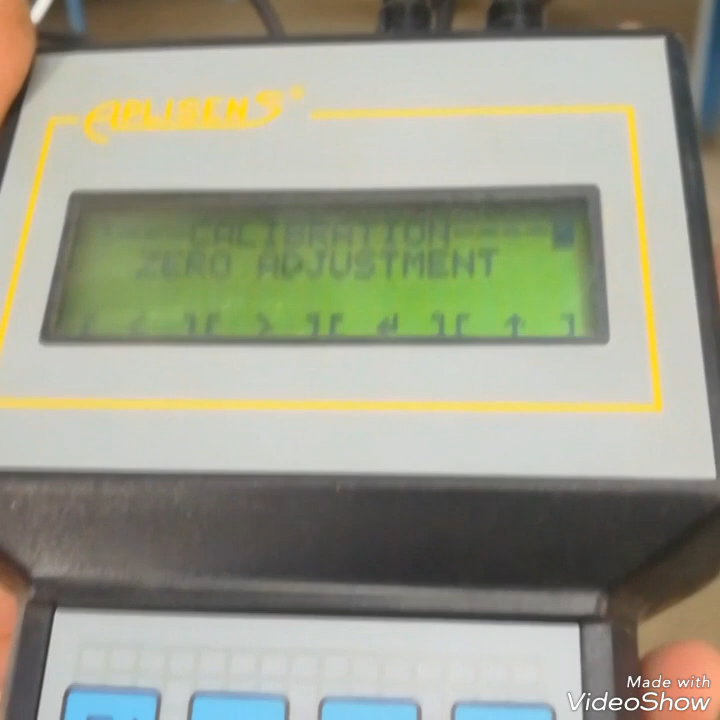 APLISENS®
----CALIBRATION----
ZERO ADJUSTMENT
[ < ][ > ][ ↵ ][ ↑ ]
Made with
VideoShow